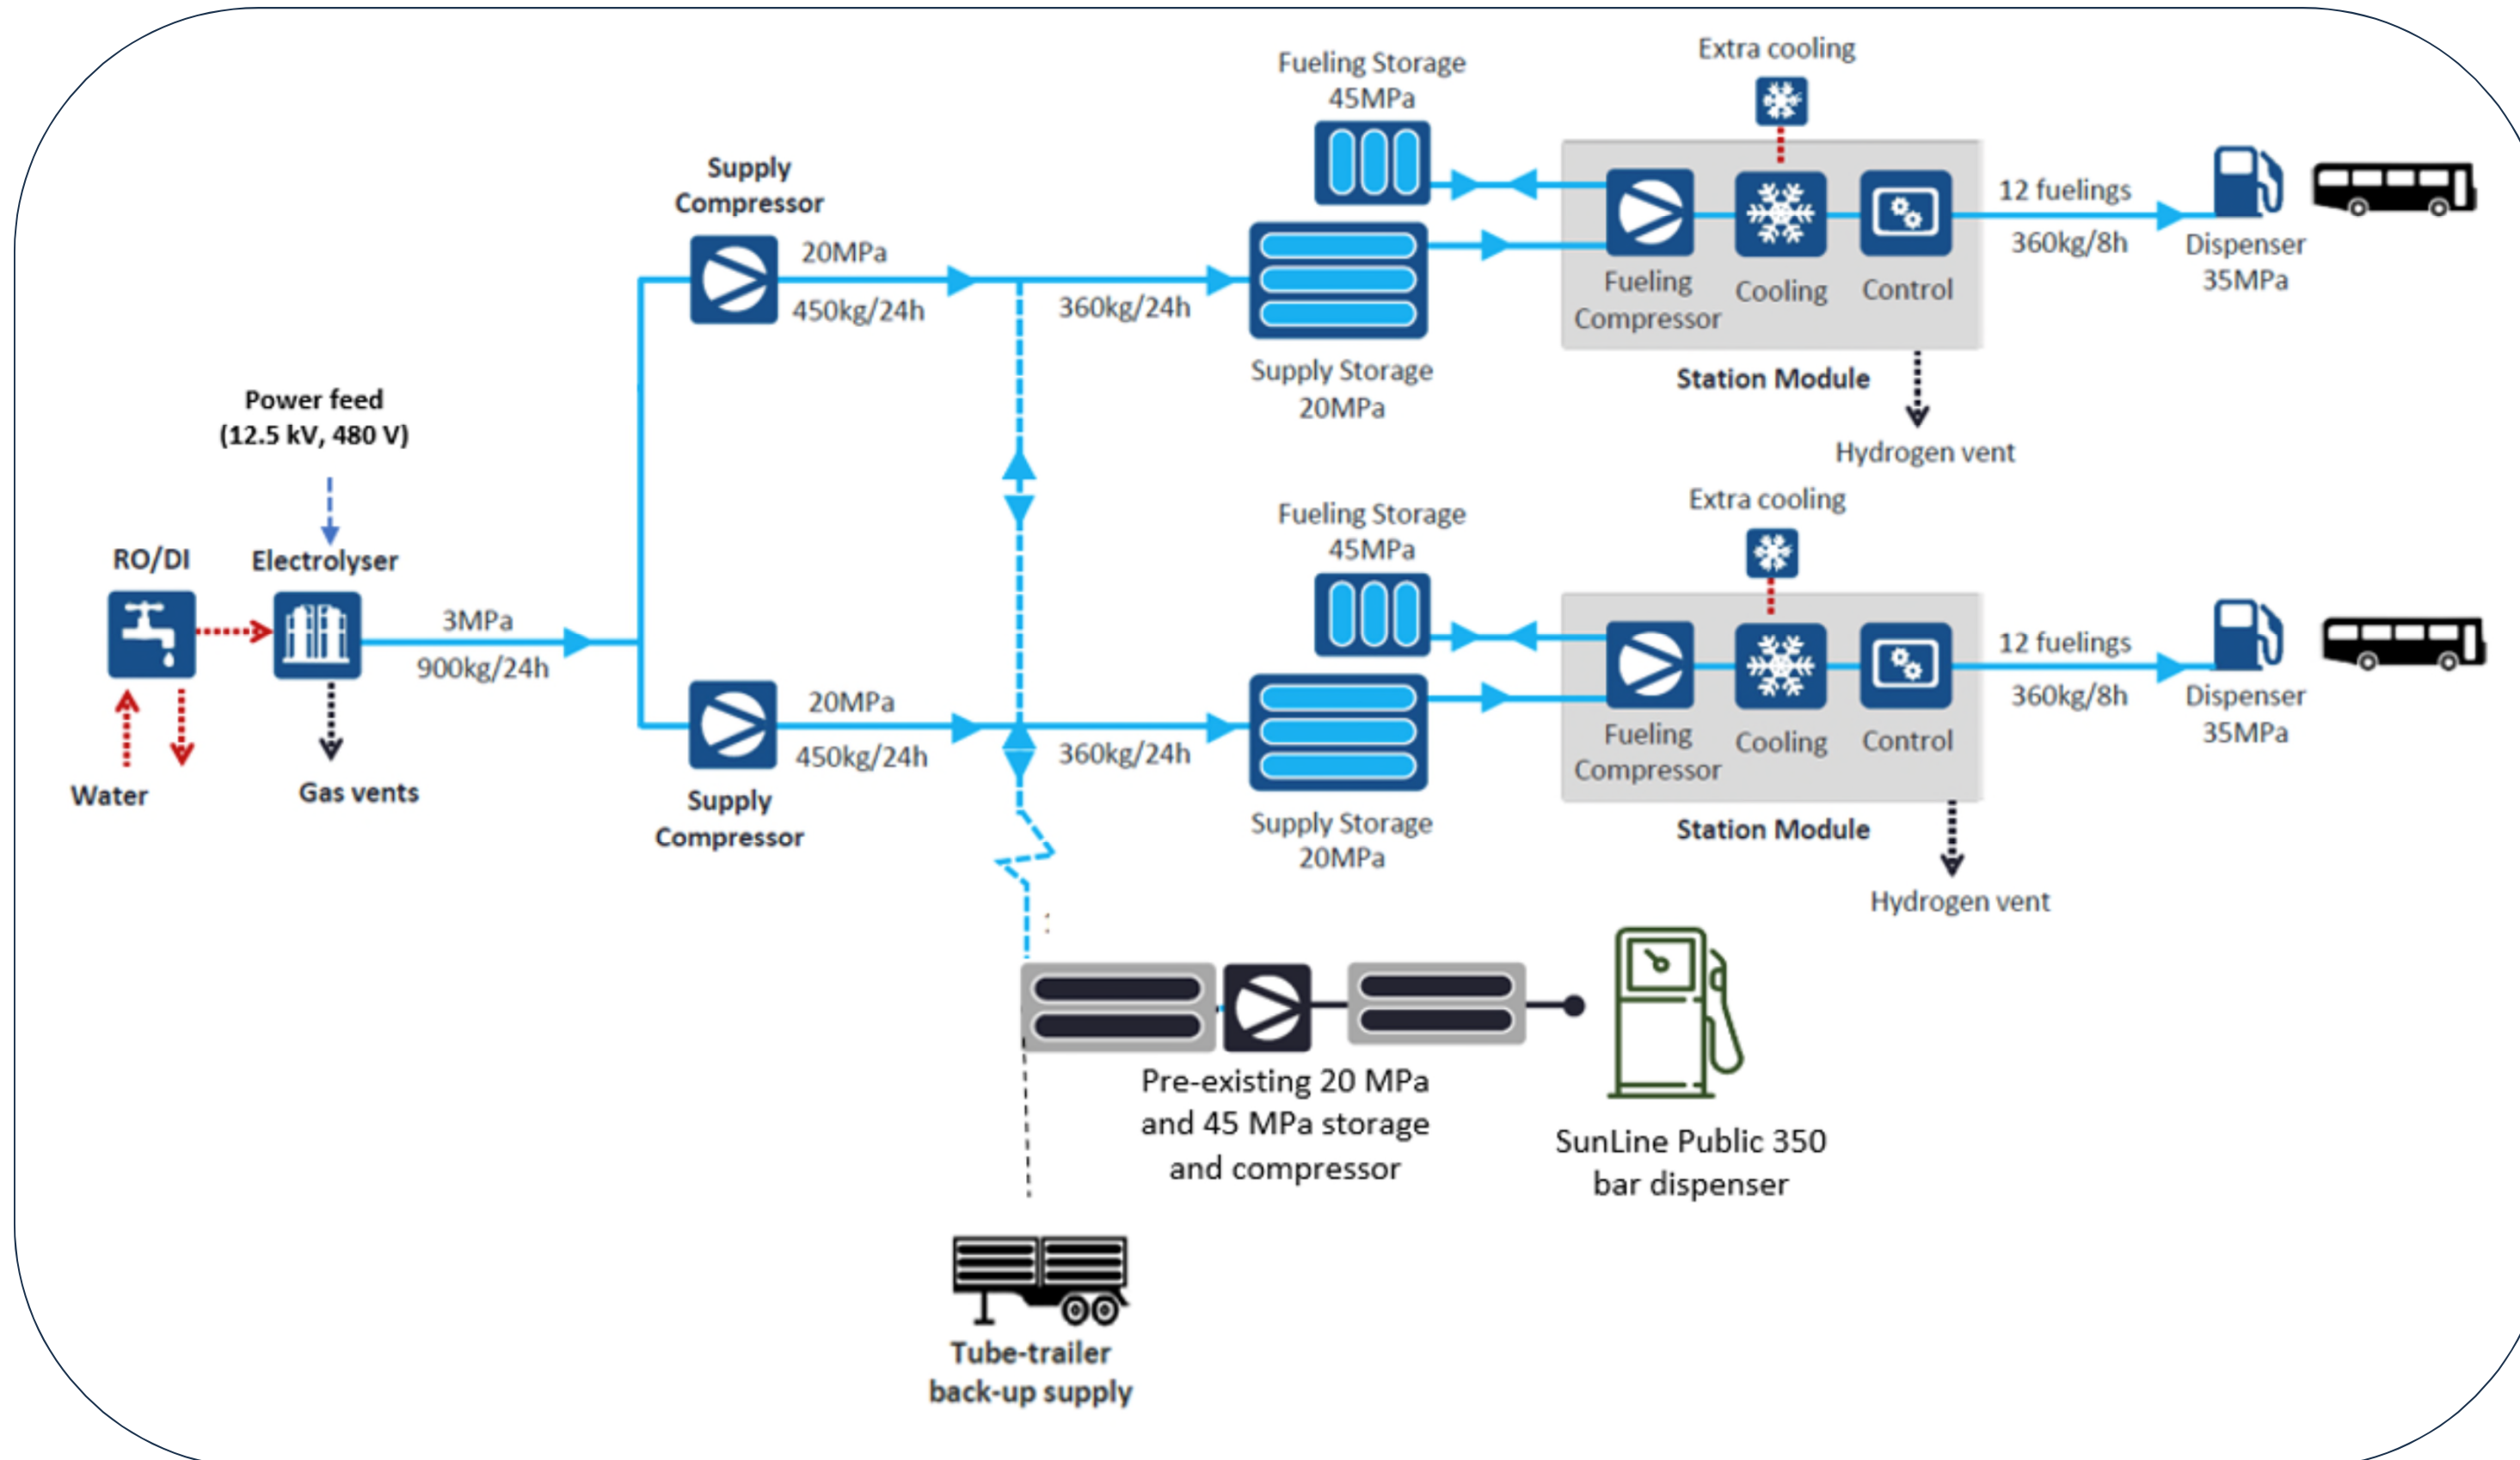 Extra cooling
Fueling Storage
45MPa
Supply
Compressor
20MPa
450kg/24h
360kg/24h
Supply Storage
20MPa
Fueling
Compressor
Cooling
Control
Station Module
12 fuelings
360kg/8h
Dispenser
35MPa
Hydrogen vent
Power feed
(12.5 kV, 480 V)
RO/DI
Electrolyser
3MPa
900kg/24h
Water
Gas vents
Extra cooling
Fueling Storage
45MPa
20MPa
450kg/24h
Supply
Compressor
360kg/24h
Supply Storage
20MPa
Fueling
Compressor
Cooling
Control
Station Module
12 fuelings
360kg/8h
Dispenser
35MPa
Hydrogen vent
Pre-existing 20 MPa
and 45 MPa storage
and compressor
SunLine Public 350
bar dispenser
Tube-trailer
back-up supply